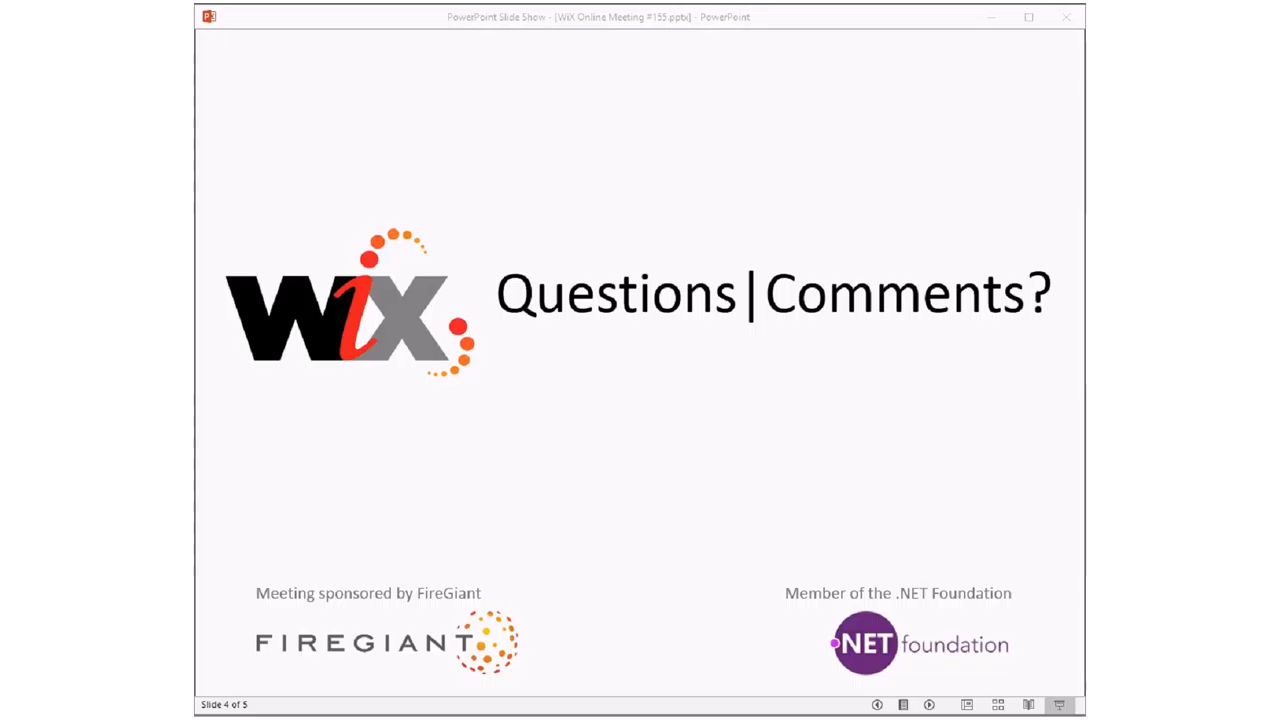 PowerPoint Slide Show - [WiX Online Meeting #155.pptx] - PowerPoint
WiX
Questions|Comments?
Meeting sponsored by FireGiant
Member of the .NET Foundation
FIREGIANT
.NET foundation
Slide 4 of 5